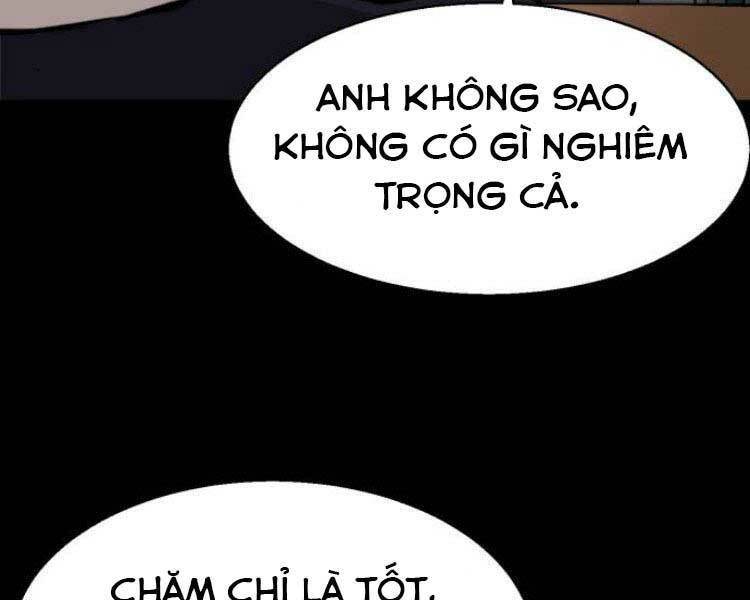 ANH KHÔNG SAO,
KHÔNG CÓ GÌ NGHIÊM
TRỌNG CẢ.
CHĂM CHỈ LÀ TỐT,